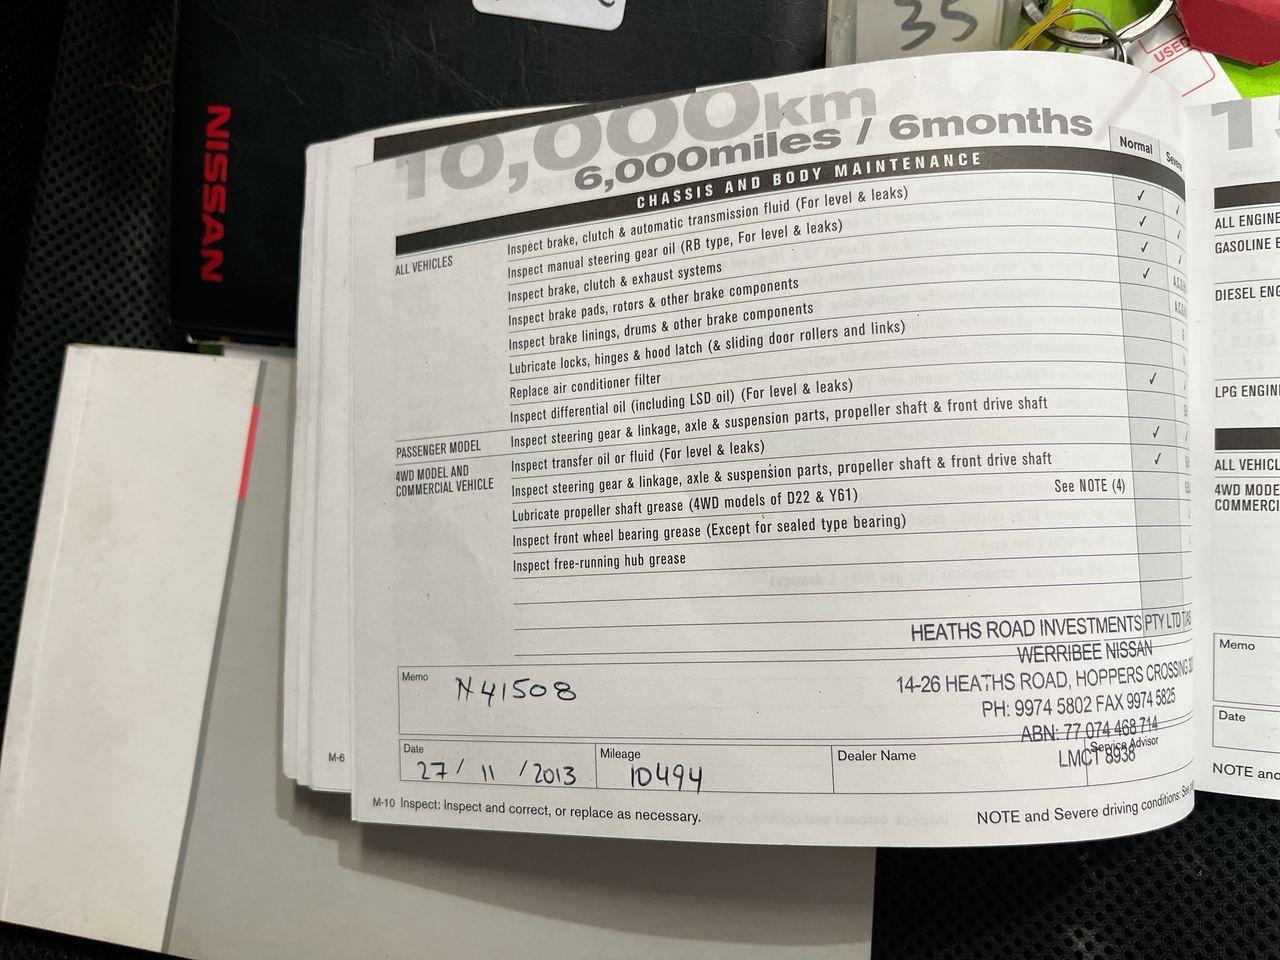 35
USED
NISSAN
10,000km
6,000miles / 6months
CHASSIS AND BODY MAINTENANCE
Normal
ALL VEHICLES
Inspect brake, clutch & automatic transmission fluid (For level & leaks) ✓
Inspect manual steering gear oil (RB type, For level & leaks) ✓
Inspect brake, clutch & exhaust systems ✓
Inspect brake pads, rotors & other brake components ✓
Inspect brake linings, drums & other brake components
Lubricate locks, hinges & hood latch (& sliding door rollers and links)
Replace air conditioner filter
Inspect differential oil (including LSD oil) (For level & leaks) ✓
PASSENGER MODEL
Inspect steering gear & linkage, axle & suspension parts, propeller shaft & front drive shaft
4WD MODEL AND
COMMERCIAL VEHICLE
Inspect transfer oil or fluid (For level & leaks) ✓
Inspect steering gear & linkage, axle & suspension parts, propeller shaft & front drive shaft ✓
Lubricate propeller shaft grease (4WD models of D22 & Y61) See NOTE (4)
Inspect front wheel bearing grease (Except for sealed type bearing)
Inspect free-running hub grease
HEATHS ROAD INVESTMENTS PTY LTD
WERRIBEE NISSAN
14-26 HEATHS ROAD, HOPPERS CROSSING
PH: 9974 5802 FAX 9974 5825
ABN: 77 074 468 714
LMCT 8938
Memo
N41508
Date
27/ 11 /2013
Mileage
10494
Dealer Name
Service Advisor
M-6
M-10 Inspect: Inspect and correct, or replace as necessary.
NOTE and Severe driving conditions: See
ALL ENGINE
GASOLINE E
DIESEL ENG
LPG ENGIN
ALL VEHICL
4WD MODE
COMMERCI
Memo
Date
NOTE an